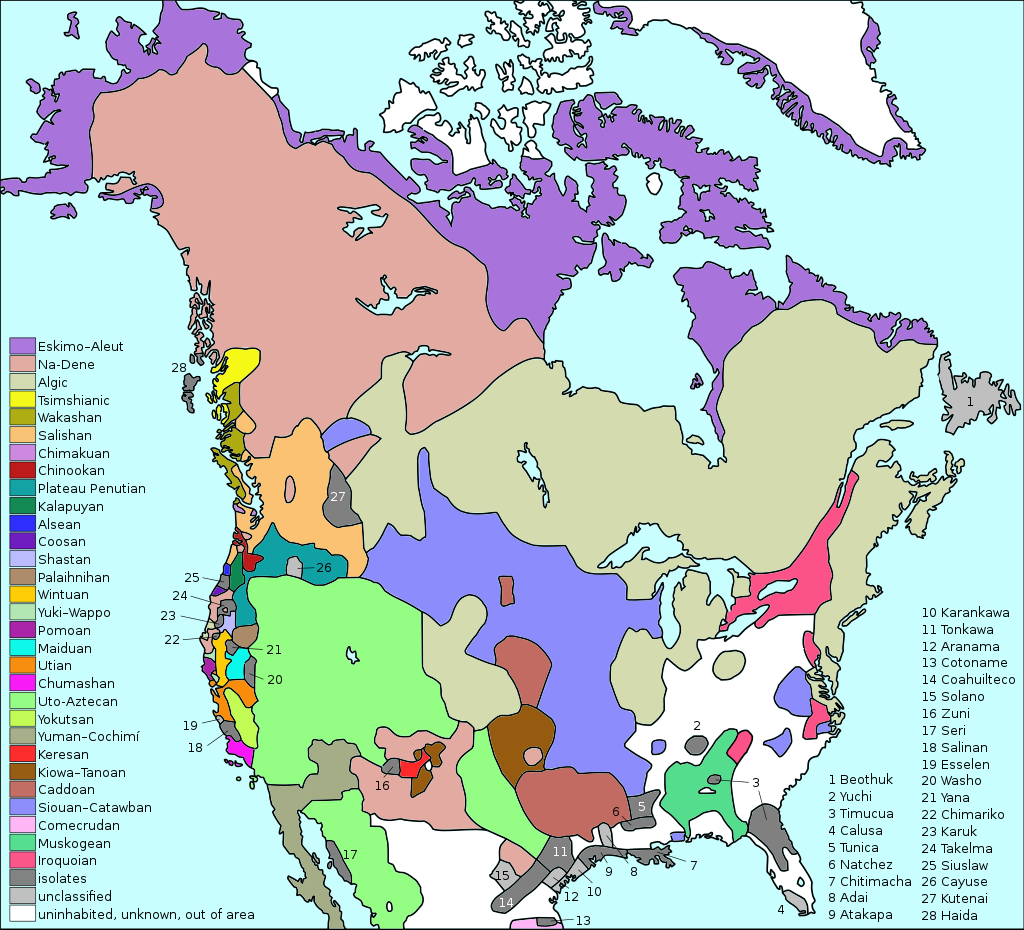 Eskimo–Aleut
Na-Dene
Algic
Tsimshianic
Wakashan
Salishan
Chimakuan
Chinookan
Plateau Penutian
Kalapuyan
Alsean
Coosan
Shastan
Palaihnihan
Wintuan
Yuki–Wappo
Pomoan
Maiduan
Utian
Chumashan
Uto-Aztecan
Yokutsan
Yuman–Cochimí
Keresan
Kiowa–Tanoan
Caddoan
Siouan–Catawban
Comecrudan
Muskogean
Iroquoian
isolates
unclassified
uninhabited, unknown, out of area
28
1
27
26
25
24
23
22
21
20
19
18
2
3
16
5
6
17
11
15
7
8
9
10
12
14
13
4
1 Beothuk
2 Yuchi
3 Timucua
4 Calusa
5 Tunica
6 Natchez
7 Chitimacha
8 Adai
9 Atakapa
10 Karankawa
11 Tonkawa
12 Aranama
13 Cotoname
14 Coahuilteco
15 Solano
16 Zuni
17 Seri
18 Salinan
19 Esselen
20 Washo
21 Yana
22 Chimariko
23 Karuk
24 Takelma
25 Siuslaw
26 Cayuse
27 Kutenai
28 Haida